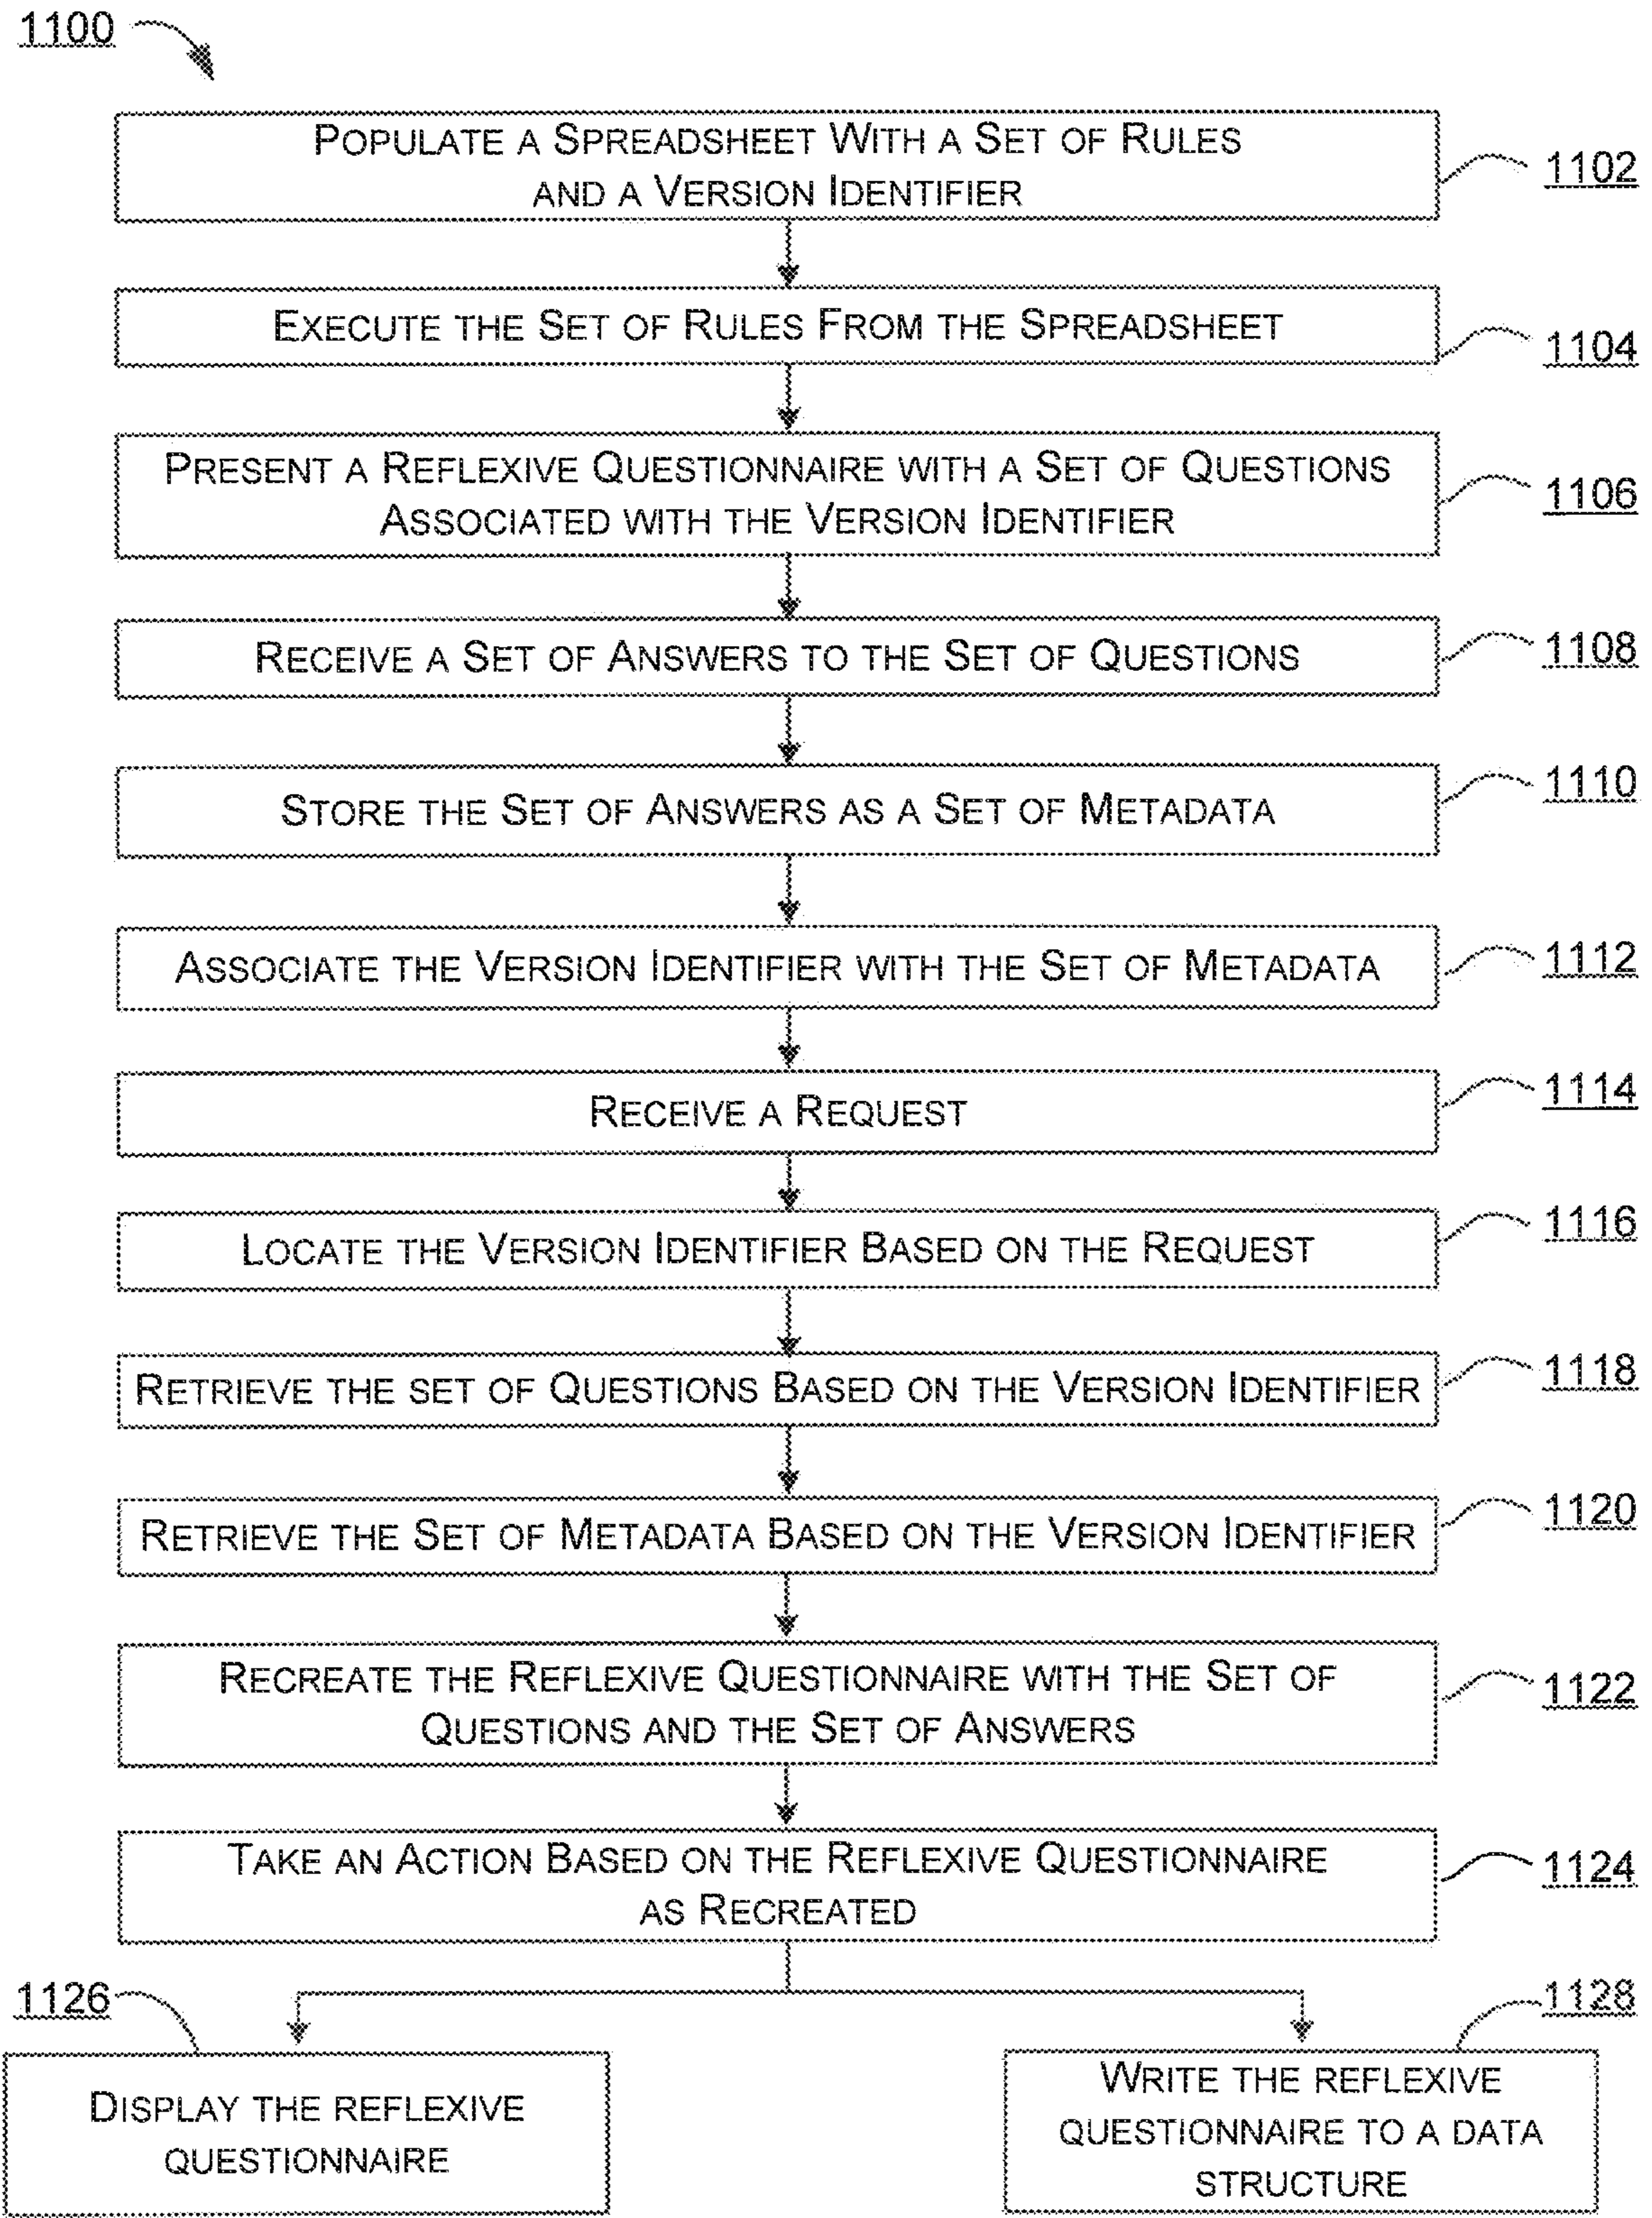 1100
POPULATE A SPREADSHEET WITH A SET OF RULES
AND A VERSION IDENTIFIER
1102
EXECUTE THE SET OF RULES FROM THE SPREADSHEET
1104
PRESENT A REFLEXIVE QUESTIONNAIRE WITH A SET OF QUESTIONS
ASSOCIATED WITH THE VERSION IDENTIFIER
1106
RECEIVE A SET OF ANSWERS TO THE SET OF QUESTIONS
1108
STORE THE SET OF ANSWERS AS A SET OF METADATA
1110
ASSOCIATE THE VERSION IDENTIFIER WITH THE SET OF METADATA
1112
RECEIVE A REQUEST
1114
LOCATE THE VERSION IDENTIFIER BASED ON THE REQUEST
1116
RETRIEVE THE SET OF QUESTIONS BASED ON THE VERSION IDENTIFIER
1118
RETRIEVE THE SET OF METADATA BASED ON THE VERSION IDENTIFIER
1120
RECREATE THE REFLEXIVE QUESTIONNAIRE WITH THE SET OF
QUESTIONS AND THE SET OF ANSWERS
1122
TAKE AN ACTION BASED ON THE REFLEXIVE QUESTIONNAIRE
AS RECREATED
1124
1126
DISPLAY THE REFLEXIVE
QUESTIONNAIRE
1128
WRITE THE REFLEXIVE
QUESTIONNAIRE TO A DATA
STRUCTURE